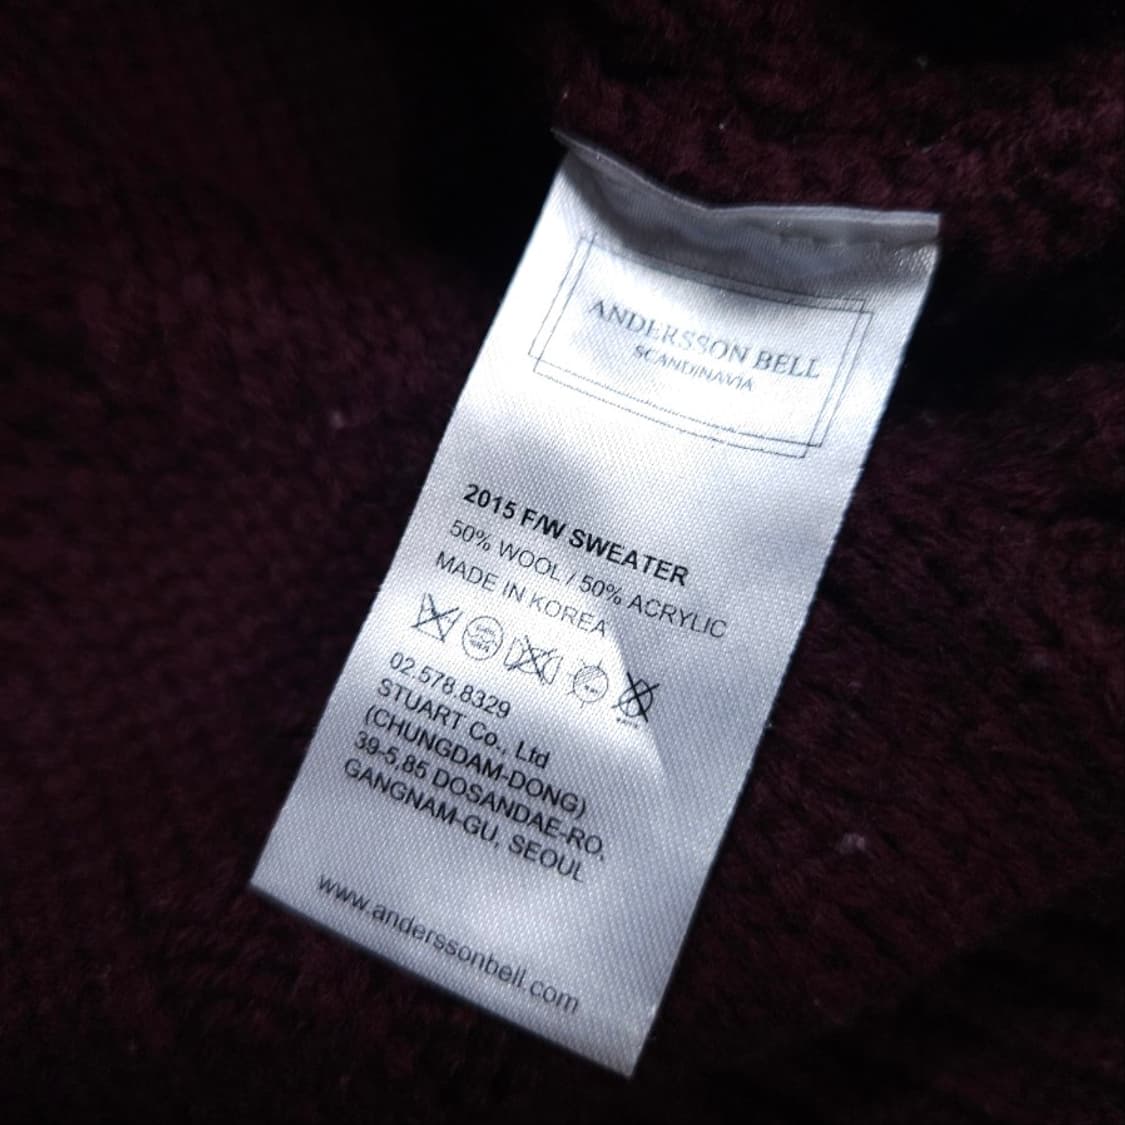 ANDERSSON BELL
SCANDINAVIA
2015 F/W SWEATER
50% WOOL / 50% ACRYLIC
MADE IN KOREA
02.578.8329
STUART Co., Ltd
(CHUNGDAM-DONG)
39-5,85 DOSANDAE-RO,
GANGNAM-GU, SEOUL
www.anderssonbell.com